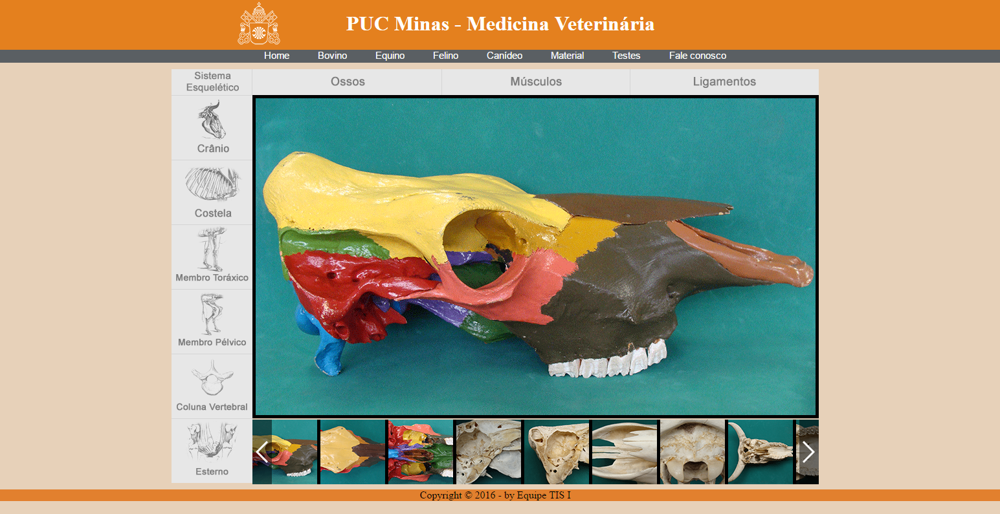 PUC Minas - Medicina Veterinária
Home Bovino Equino Felino Canídeo Material Testes Fale conosco
Sistema
Esquelético
Ossos Músculos Ligamentos
Crânio
Costela
Membro Toráxico
Membro Pélvico
Coluna Vertebral
Esterno
Copyright © 2016 - by Equipe TIS I